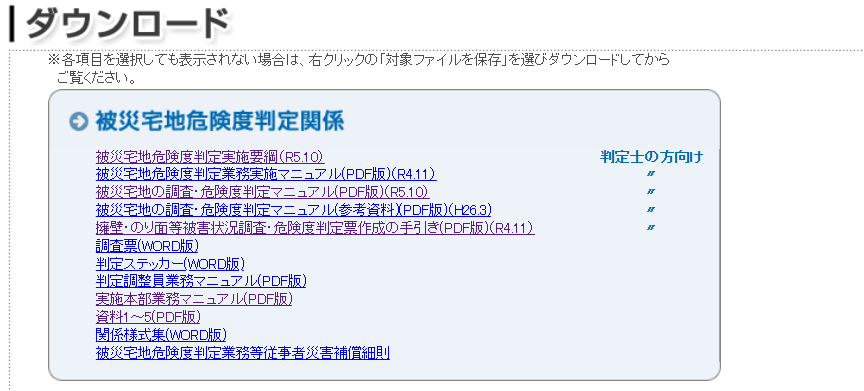 ダウンロード
※各項目を選択しても表示されない場合は、右クリックの「対象ファイルを保存」を選びダウンロードしてから
ご覧ください。
被災宅地危険度判定関係
被災宅地危険度判定実施要綱(R5.10) 判定士の方向け
被災宅地危険度判定業務実施マニュアル(PDF版)(R4.11) 〃
被災宅地の調査・危険度判定マニュアル(PDF版)(R5.10) 〃
被災宅地の調査・危険度判定マニュアル(参考資料)(PDF版)(H26.3) 〃
擁壁・のり面等被害状況調査・危険度判定票作成の手引き(PDF版)(R4.11) 〃
調査票(WORD版)
判定ステッカー(WORD版)
判定調整員業務マニュアル(PDF版)
実施本部業務マニュアル(PDF版)
資料1～5(PDF版)
関係様式集(WORD版)
被災宅地危険度判定業務等従事者災害補償細則